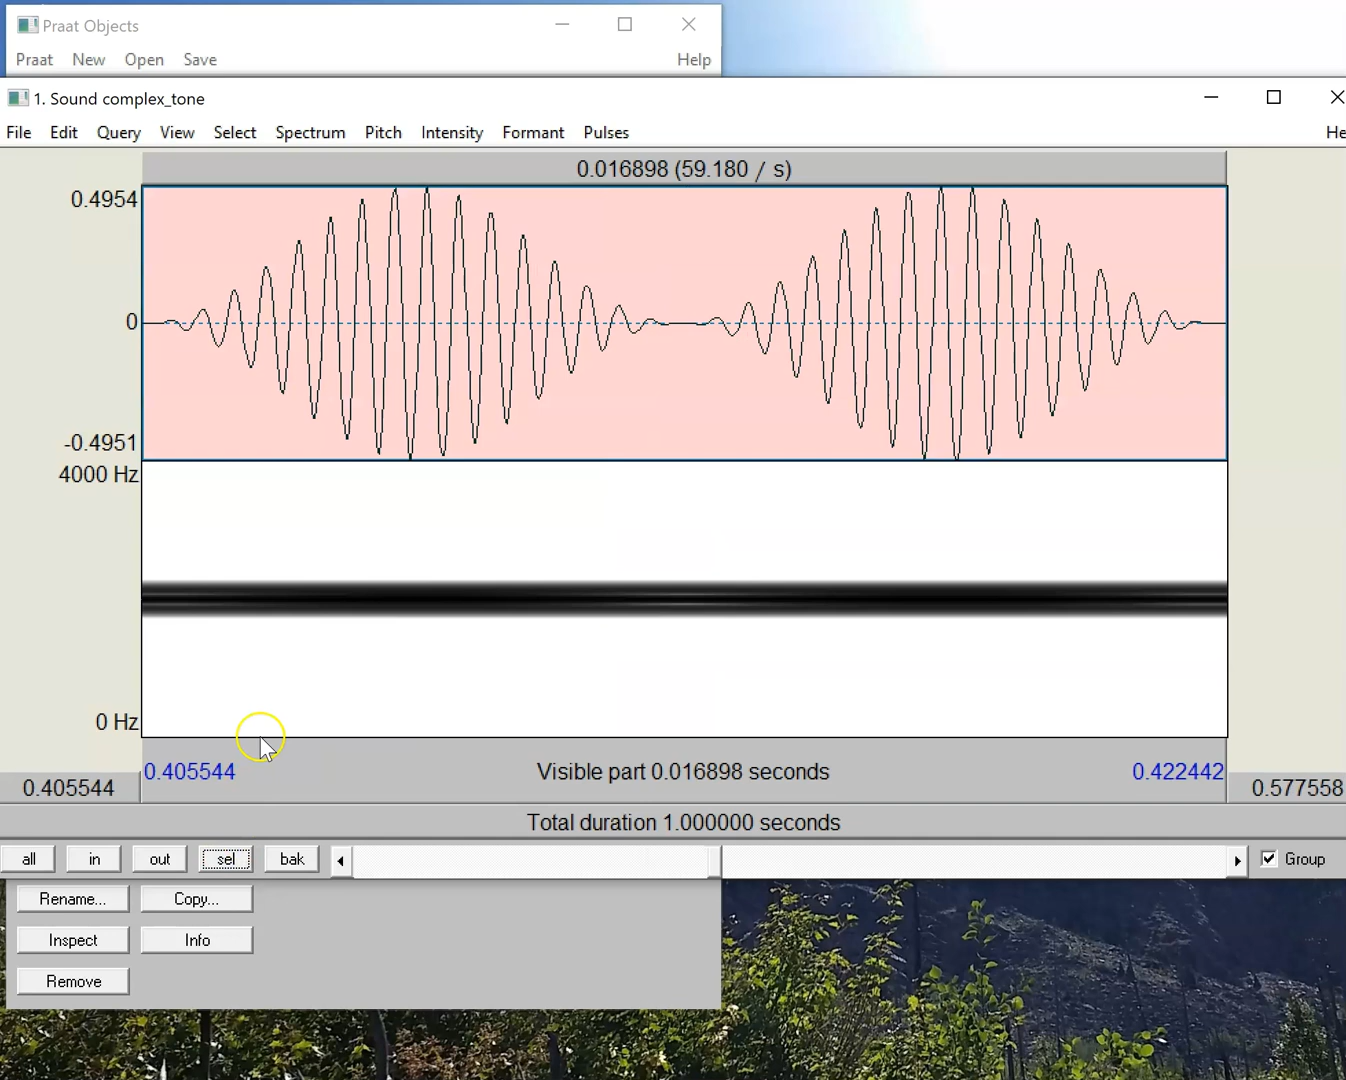 Praat Objects
Praat New Open Save Help
1. Sound complex_tone
File Edit Query View Select Spectrum Pitch Intensity Formant Pulses He
0.016898 (59.180 / s)
0.4954
0
-0.4951
4000 Hz
0 Hz
0.405544 Visible part 0.016898 seconds 0.422442
0.405544 0.577558
Total duration 1.000000 seconds
all in out sel bak Group
Rename... Copy...
Inspect Info
Remove